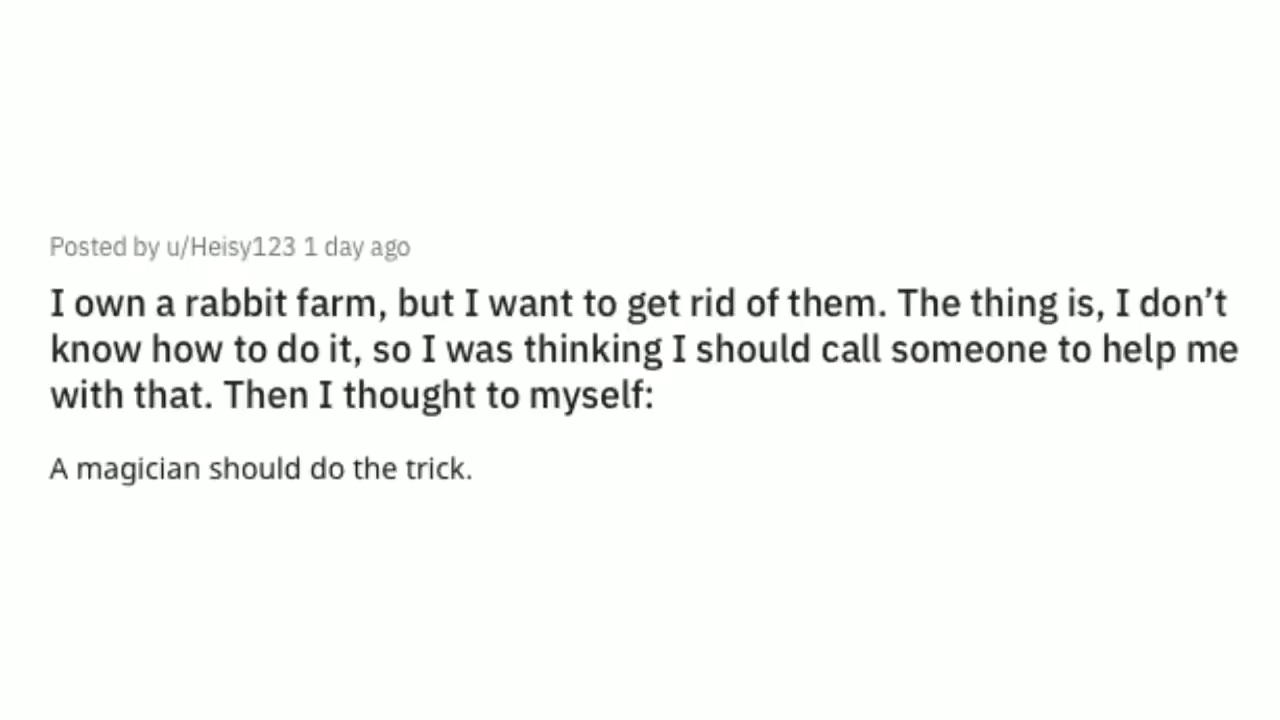 Posted by u/Heisy123 1 day ago
I own a rabbit farm, but I want to get rid of them. The thing is, I don’t
know how to do it, so I was thinking I should call someone to help me
with that. Then I thought to myself:
A magician should do the trick.